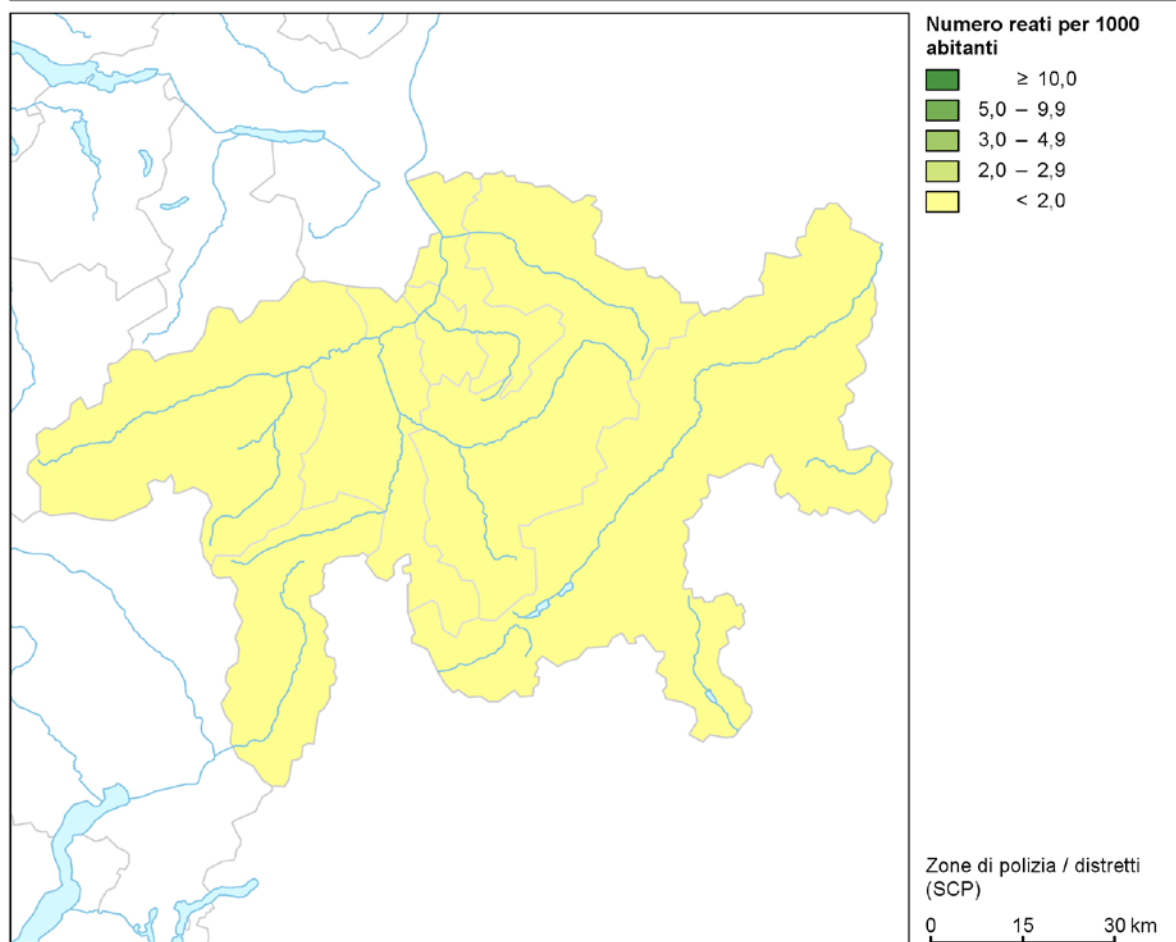 Numero reati per 1000
abitanti
≥ 10,0
5,0 – 9,9
3,0 – 4,9
2,0 – 2,9
< 2,0
Zone di polizia / distretti
(SCP)
0 15 30 km